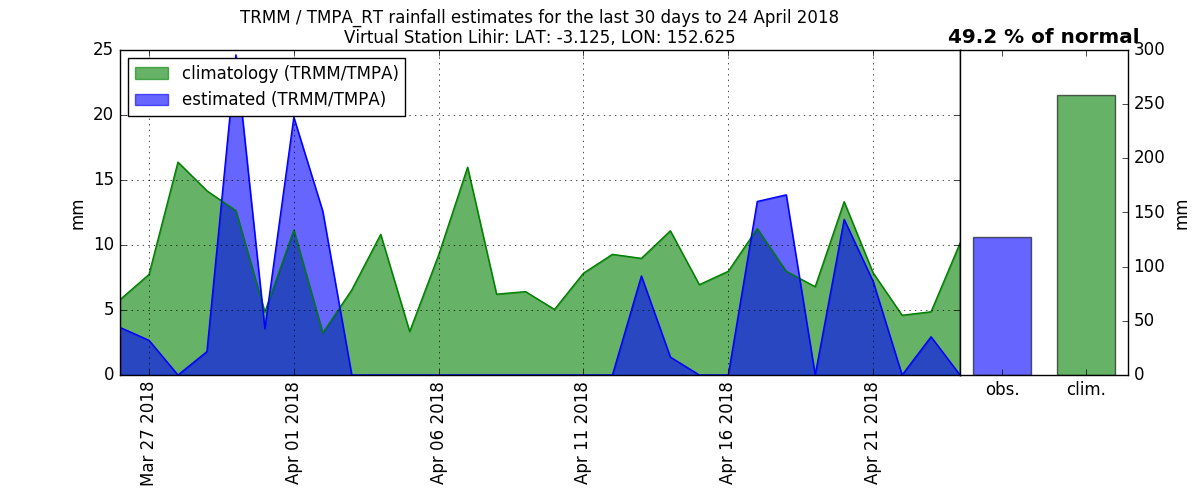 TRMM / TMPA_RT rainfall estimates for the last 30 days to 24 April 2018
Virtual Station Lihir: LAT: -3.125, LON: 152.625
49.2 % of normal
climatology (TRMM/TMPA)
estimated (TRMM/TMPA)
mm
25
20
15
10
5
0
Mar 27 2018
Apr 01 2018
Apr 06 2018
Apr 11 2018
Apr 16 2018
Apr 21 2018
obs.
clim.
300
250
200
150
100
50
0
mm